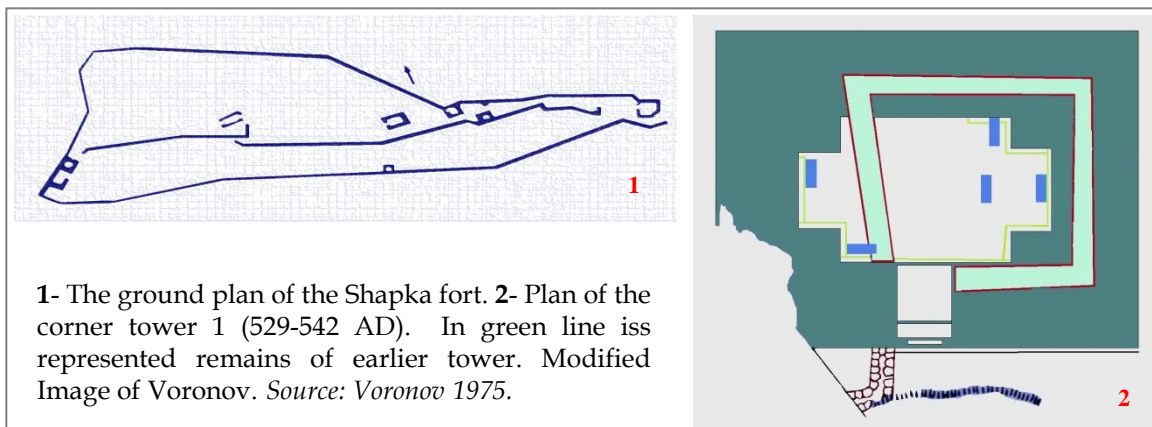 1
1- The ground plan of the Shapka fort. 2- Plan of the
corner tower 1 (529-542 AD). In green line iss
represented remains of earlier tower. Modified
Image of Voronov. Source: Voronov 1975.
2